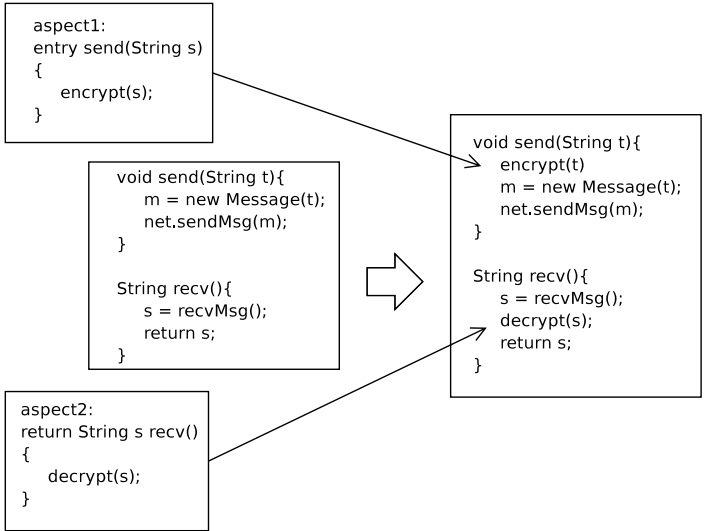 aspect1:
entry send(String s)
{
encrypt(s);
}
void send(String t){
m = new Message(t);
net.sendMsg(m);
}
String recv(){
s = recvMsg();
return s;
}
aspect2:
return String s recv()
{
decrypt(s);
}
void send(String t){
encrypt(t)
m = new Message(t);
net.sendMsg(m);
}
String recv(){
s = recvMsg();
decrypt(s);
return s;
}